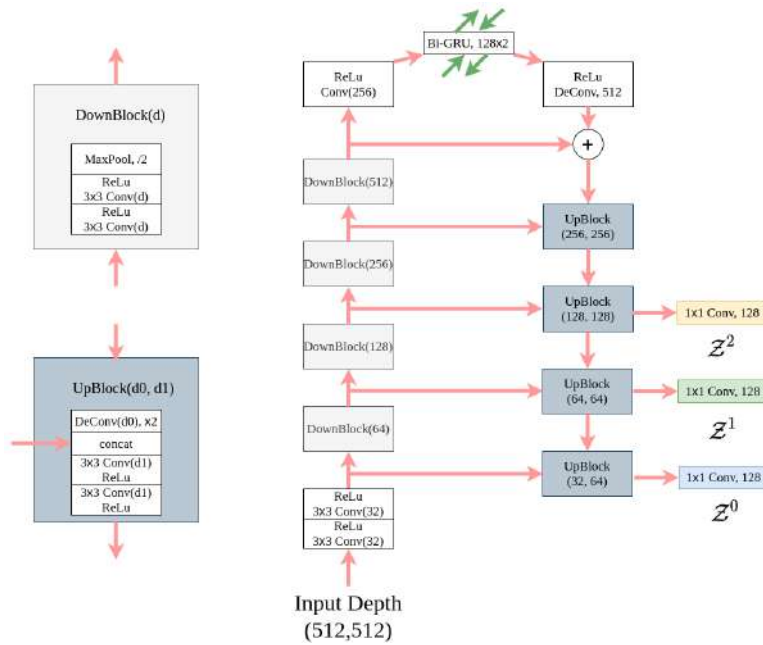 DownBlock(d)
MaxPool, /2
ReLu
3x3 Conv(d)
ReLu
3x3 Conv(d)
UpBlock(d0, d1)
DeConv(d0), x2
concat
3x3 Conv(d1)
ReLu
3x3 Conv(d1)
ReLu
Bi-GRU, 128x2
ReLu
Conv(256)
ReLu
DeConv, 512
+
DownBlock(512)
UpBlock
(256, 256)
DownBlock(256)
UpBlock
(128, 128)
1x1 Conv, 128
Z²
DownBlock(128)
UpBlock
(64, 64)
1x1 Conv, 128
Z¹
DownBlock(64)
UpBlock
(32, 64)
1x1 Conv, 128
Z⁰
ReLu
3x3 Conv(32)
ReLu
3x3 Conv(32)
Input Depth
(512,512)